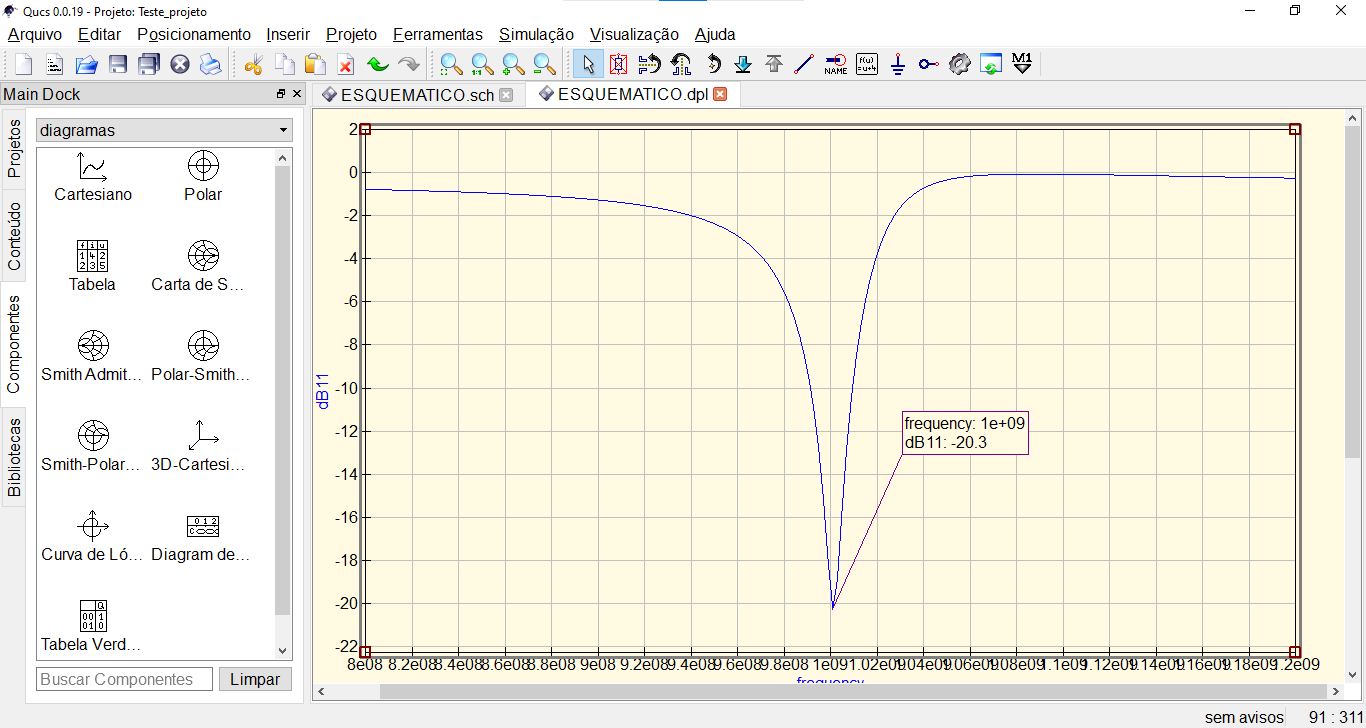 Qucs 0.0.19 - Projeto: Teste_projeto
Arquivo Editar Posicionamento Inserir Projeto Ferramentas Simulação Visualização Ajuda
1:1 NAME f(u) =u+4 M1
Main Dock
ESQUEMATICO.sch
ESQUEMATICO.dpl
Projetos
Conteúdo
Componentes
Bibliotecas
diagramas
Cartesiano
Polar
Tabela
Carta de S...
Smith Admit...
Polar-Smith...
Smith-Polar...
3D-Cartesi...
Curva de Ló...
Diagram de...
Tabela Verd...
Buscar Componentes
Limpar
2
0
-2
-4
-6
-8
-10
-12
-14
-16
-18
-20
-22
dB11
frequency: 1e+09
dB11: -20.3
8e08 8.2e08 8.4e08 8.6e08 8.8e08 9e08 9.2e08 9.4e08 9.6e08 9.8e08 1e09 1.02e09 1.04e09 1.06e09 1.08e09 1.1e09 1.12e09 1.14e09 1.16e09 1.18e09 1.2e09
frequency
sem avisos 91 : 311